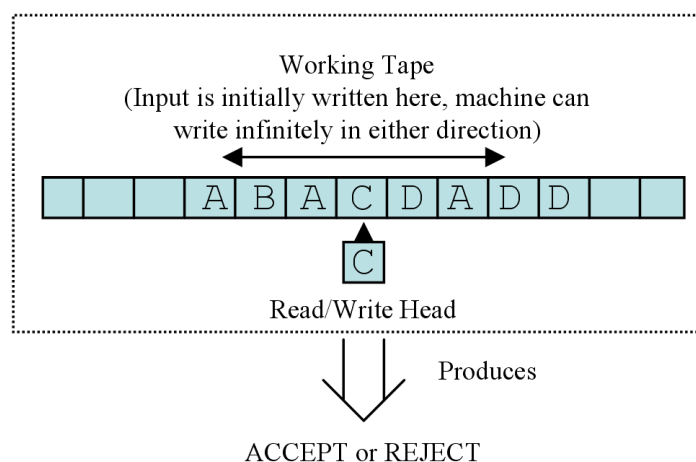 Working Tape
(Input is initially written here, machine can
write infinitely in either direction)
A B A C D A D D
C
Read/Write Head
Produces
ACCEPT or REJECT